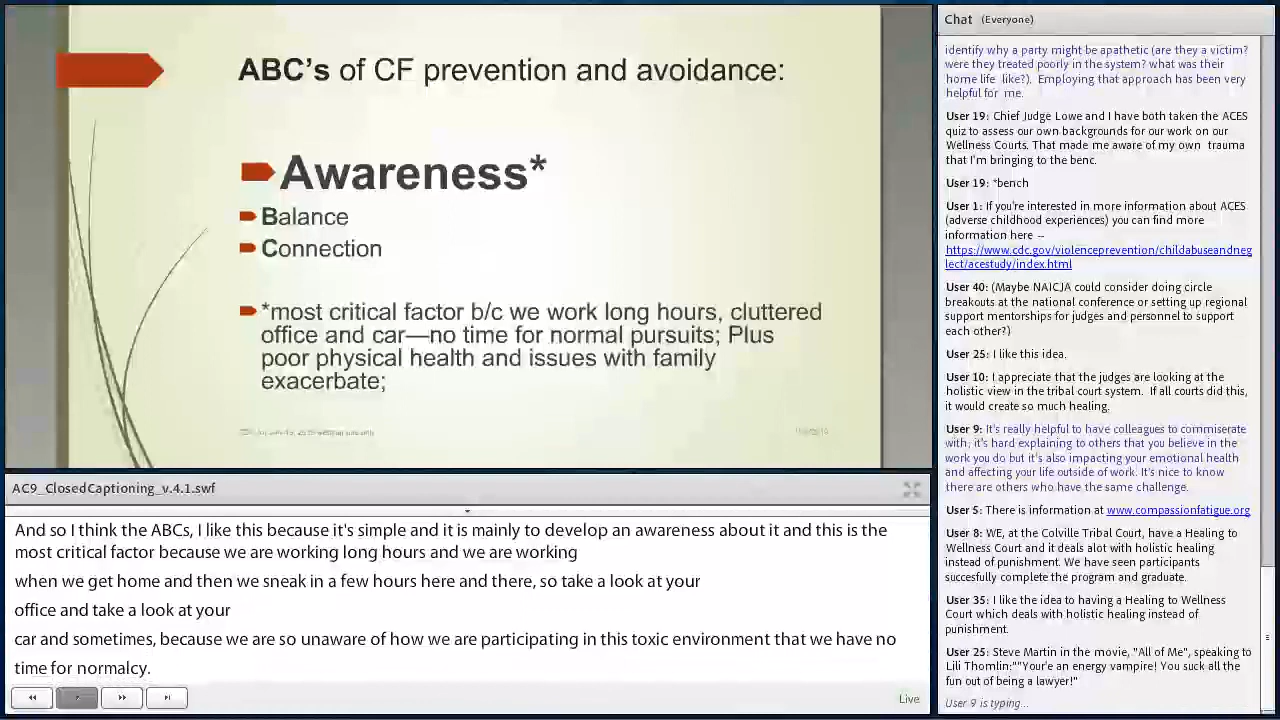 ABC’s of CF prevention and avoidance:
Awareness*
Balance
Connection
*most critical factor b/c we work long hours, cluttered
office and car—no time for normal pursuits; Plus
poor physical health and issues with family
exacerbate;
AC9_ClosedCaptioning_v.4.1.swf
And so I think the ABCs, I like this because it's simple and it is mainly to develop an awareness about it and this is the
most critical factor because we are working long hours and we are working
when we get home and then we sneak in a few hours here and there, so take a look at your
office and take a look at your
car and sometimes, because we are so unaware of how we are participating in this toxic environment that we have no
time for normalcy.
Live
Chat (Everyone)
identify why a party might be apathetic (are they a victim?
were they treated poorly in the system? what was their
home life like?). Employing that approach has been very
helpful for me.
User 19: Chief Judge Lowe and I have both taken the ACES
quiz to assess our own backgrounds for our work on our
Wellness Courts. That made me aware of my own trauma
that I'm bringing to the benc.
User 19: *bench
User 1: If you're interested in more information about ACES
(adverse childhood experiences) you can find more
information here --
https://www.cdc.gov/violenceprevention/childabuseandneg
lect/acestudy/index.html
User 40: (Maybe NAICJA could consider doing circle
breakouts at the national conference or setting up regional
support mentorships for judges and personnel to support
each other?)
User 25: I like this idea.
User 10: I appreciate that the judges are looking at the
holistic view in the tribal court system. If all courts did this,
it would create so much healing.
User 9: It's really helpful to have colleagues to commiserate
with; it's hard explaining to others that you believe in the
work you do but it's also impacting your emotional health
and affecting your life outside of work. It's nice to know
there are others who have the same challenge.
User 5: There is information at www.compassionfatigue.org
User 8: WE, at the Colville Tribal Court, have a Healing to
Wellness Court and it deals alot with holistic healing
instead of punishment. We have seen participants
succesfully complete the program and graduate.
User 35: I like the idea to having a Healing to Wellness
Court which deals with holistic healing instead of
punishment.
User 25: Steve Martin in the movie, "All of Me", speaking to
Lili Thomlin:""Your'e an energy vampire! You suck all the
fun out of being a lawyer!"
User 9 is typing...